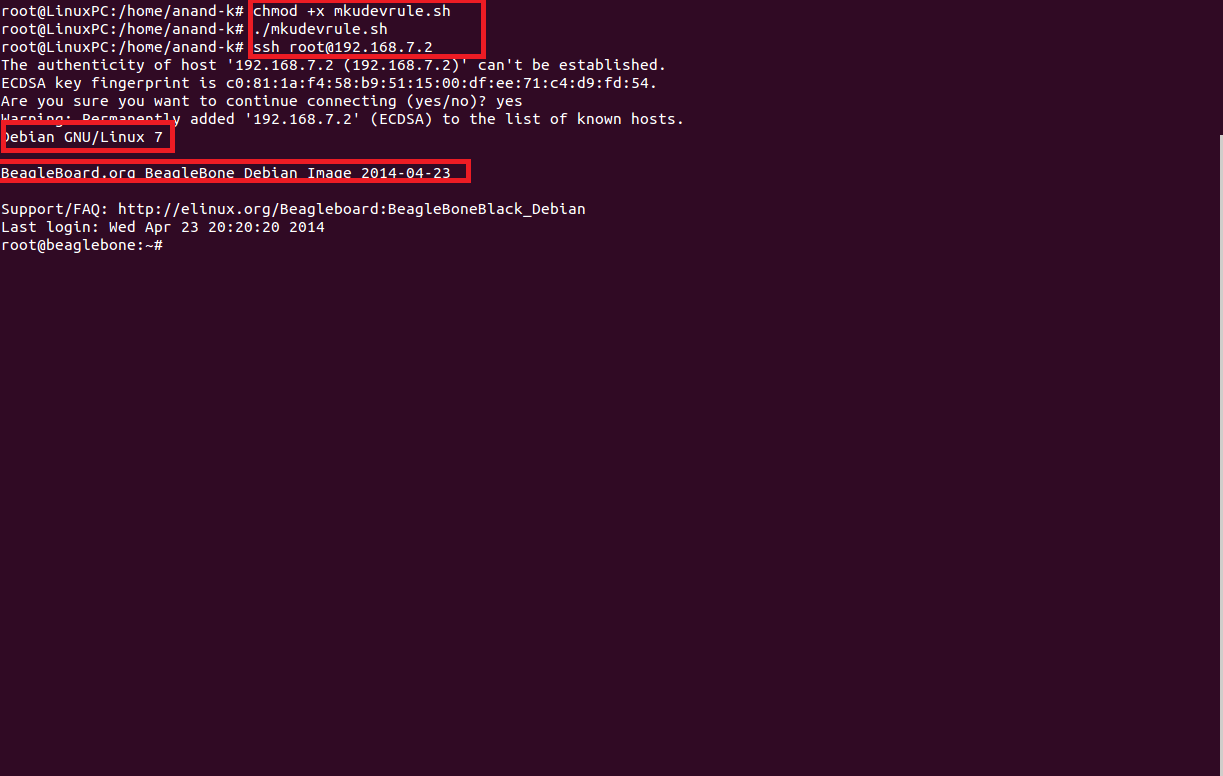 root@LinuxPC:/home/anand-k# chmod +x mkudevrule.sh
root@LinuxPC:/home/anand-k# ./mkudevrule.sh
root@LinuxPC:/home/anand-k# ssh root@192.168.7.2
The authenticity of host '192.168.7.2 (192.168.7.2)' can't be established.
ECDSA key fingerprint is c0:81:1a:f4:58:b9:51:15:00:df:ee:71:c4:d9:fd:54.
Are you sure you want to continue connecting (yes/no)? yes
Warning: Permanently added '192.168.7.2' (ECDSA) to the list of known hosts.
Debian GNU/Linux 7
BeagleBoard.org BeagleBone Debian Image 2014-04-23
Support/FAQ: http://elinux.org/Beagleboard:BeagleBoneBlack_Debian
Last login: Wed Apr 23 20:20:20 2014
root@beaglebone:~#